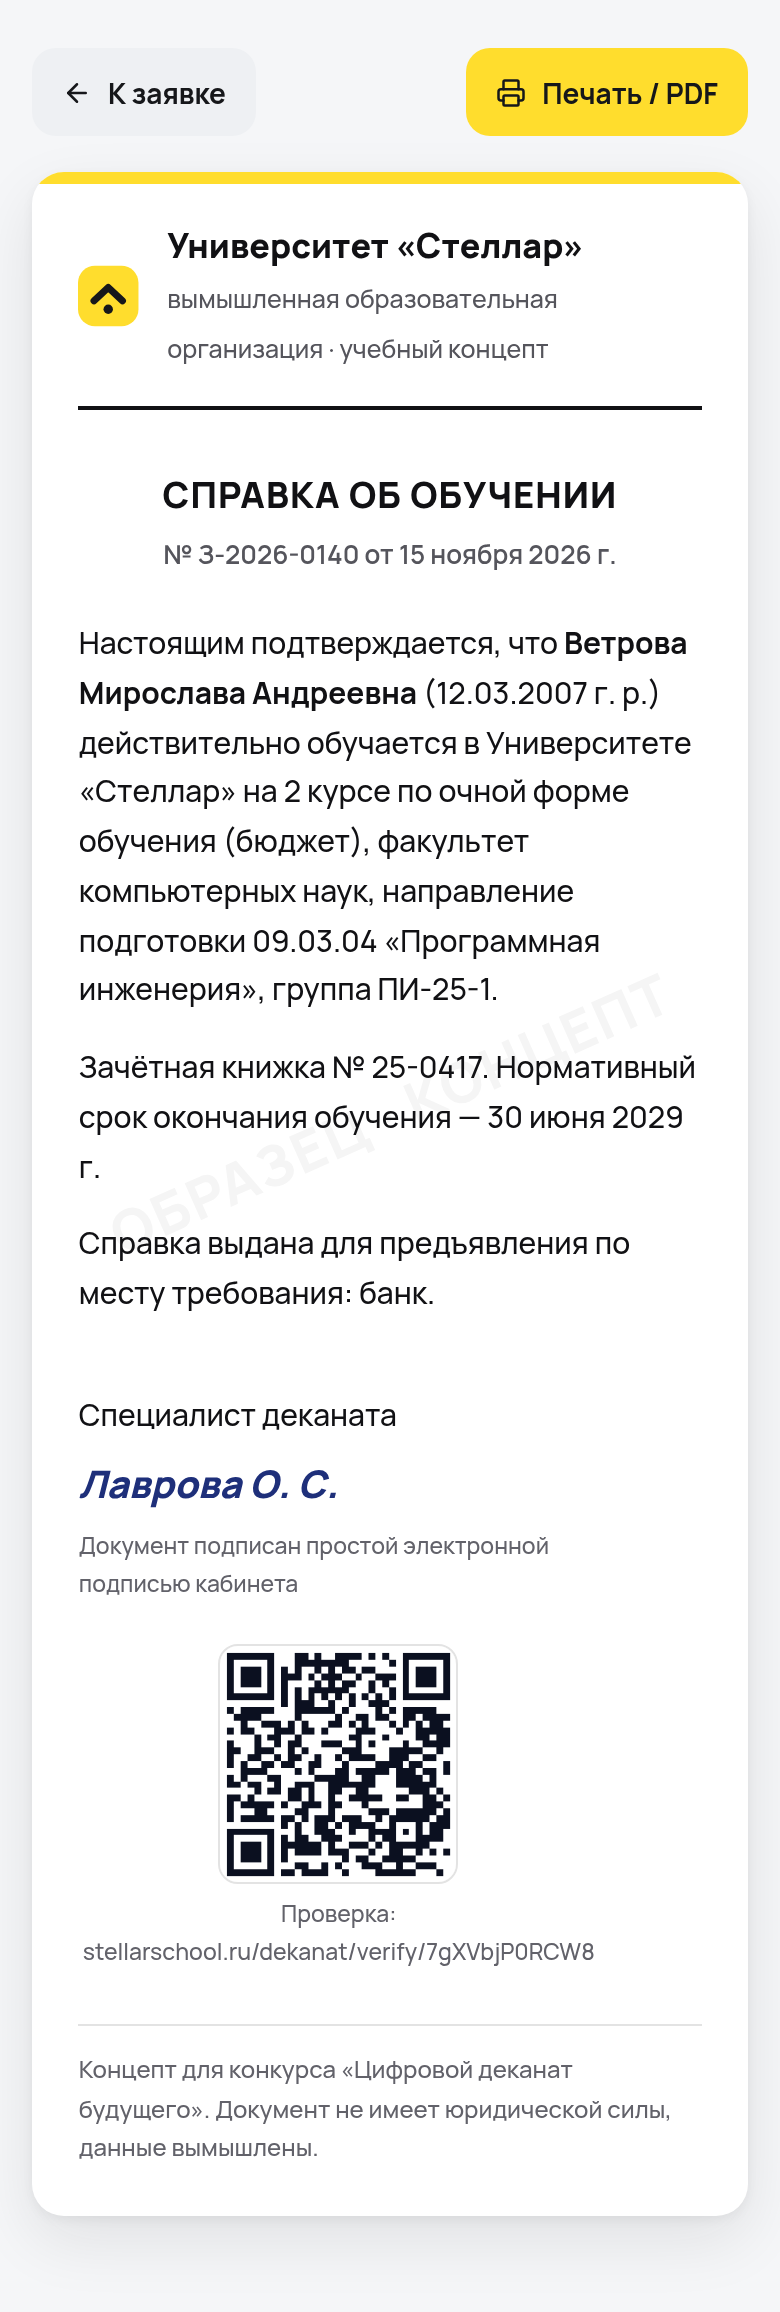 К заявке
Печать / PDF
Университет «Стеллар»
вымышленная образовательная
организация · учебный концепт
СПРАВКА ОБ ОБУЧЕНИИ
№ З-2026-0140 от 15 ноября 2026 г.
Настоящим подтверждается, что Ветрова
Мирослава Андреевна (12.03.2007 г. р.)
действительно обучается в Университете
«Стеллар» на 2 курсе по очной форме
обучения (бюджет), факультет
компьютерных наук, направление
подготовки 09.03.04 «Программная
инженерия», группа ПИ-25-1.
Зачётная книжка № 25-0417. Нормативный
срок окончания обучения — 30 июня 2029
г.
ОБРАЗЕЦ КОНЦЕПТ
Справка выдана для предъявления по
месту требования: банк.
Специалист деканата
Лаврова О. С.
Документ подписан простой электронной
подписью кабинета
Проверка:
stellarschool.ru/dekanat/verify/7gXVbjP0RCW8
Концепт для конкурса «Цифровой деканат
будущего». Документ не имеет юридической силы,
данные вымышлены.